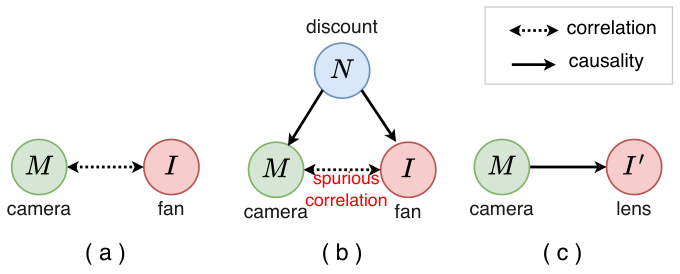 discount
N
correlation
causality
M
I
M
I
M
I'
spurious
correlation
camera
fan
camera
fan
camera
lens
( a )
( b )
( c )